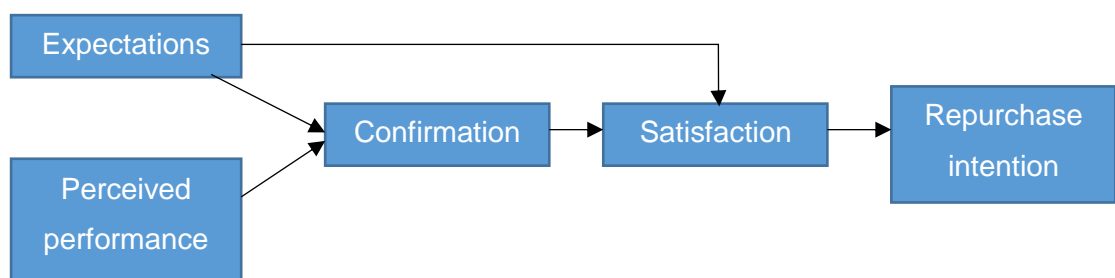 Expectations
Confirmation
Satisfaction
Repurchase
intention
Perceived
performance